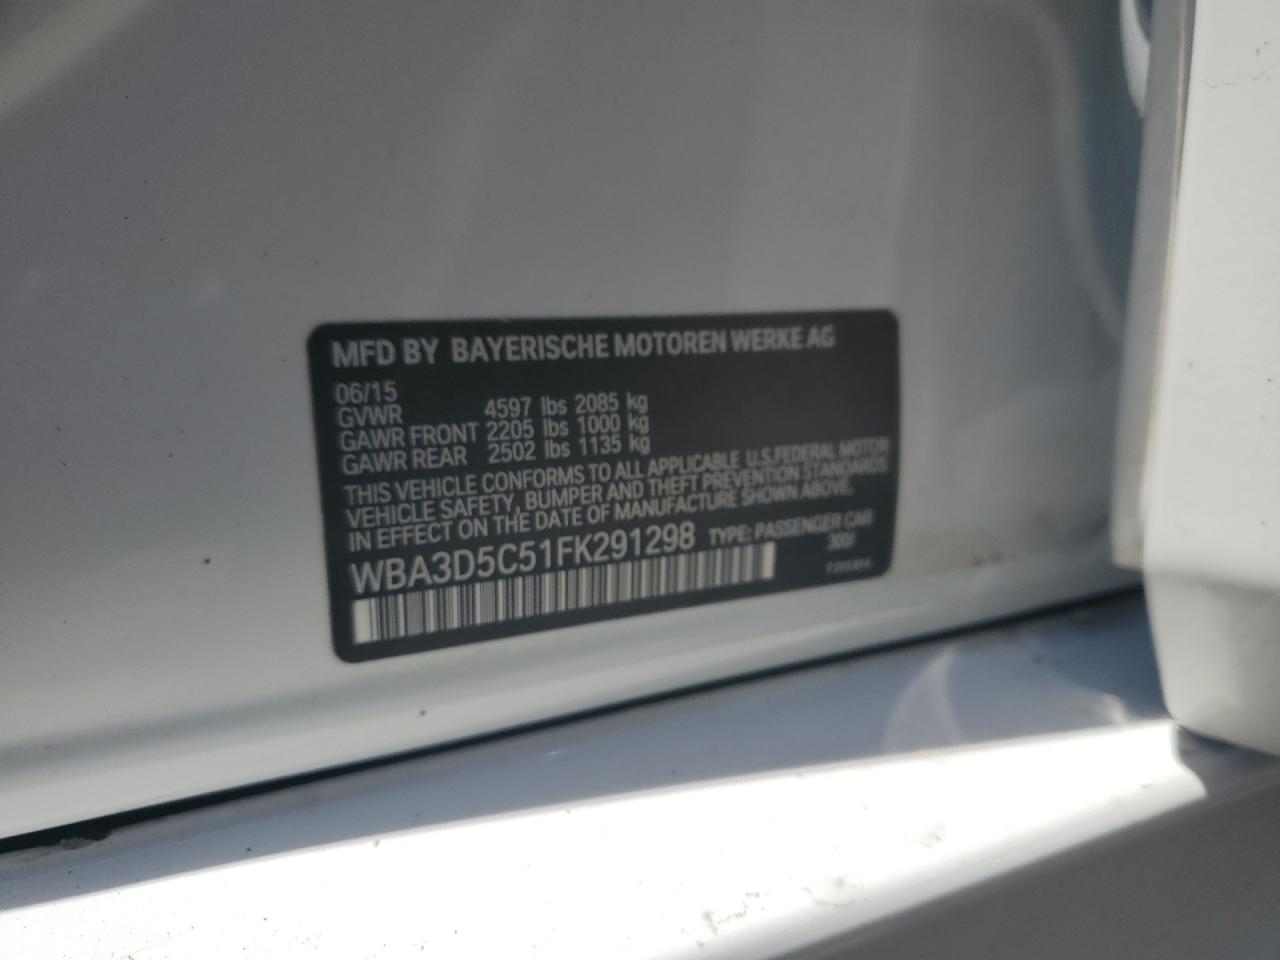 MFD BY BAYERISCHE MOTOREN WERKE AG
06/15
GVWR 4597 lbs 2085 kg
GAWR FRONT 2205 lbs 1000 kg
GAWR REAR 2502 lbs 1135 kg
THIS VEHICLE CONFORMS TO ALL APPLICABLE U.S.FEDERAL MOTOR
VEHICLE SAFETY, BUMPER AND THEFT PREVENTION STANDARDS
IN EFFECT ON THE DATE OF MANUFACTURE SHOWN ABOVE.
WBA3D5C51FK291298 TYPE: PASSENGER CAR